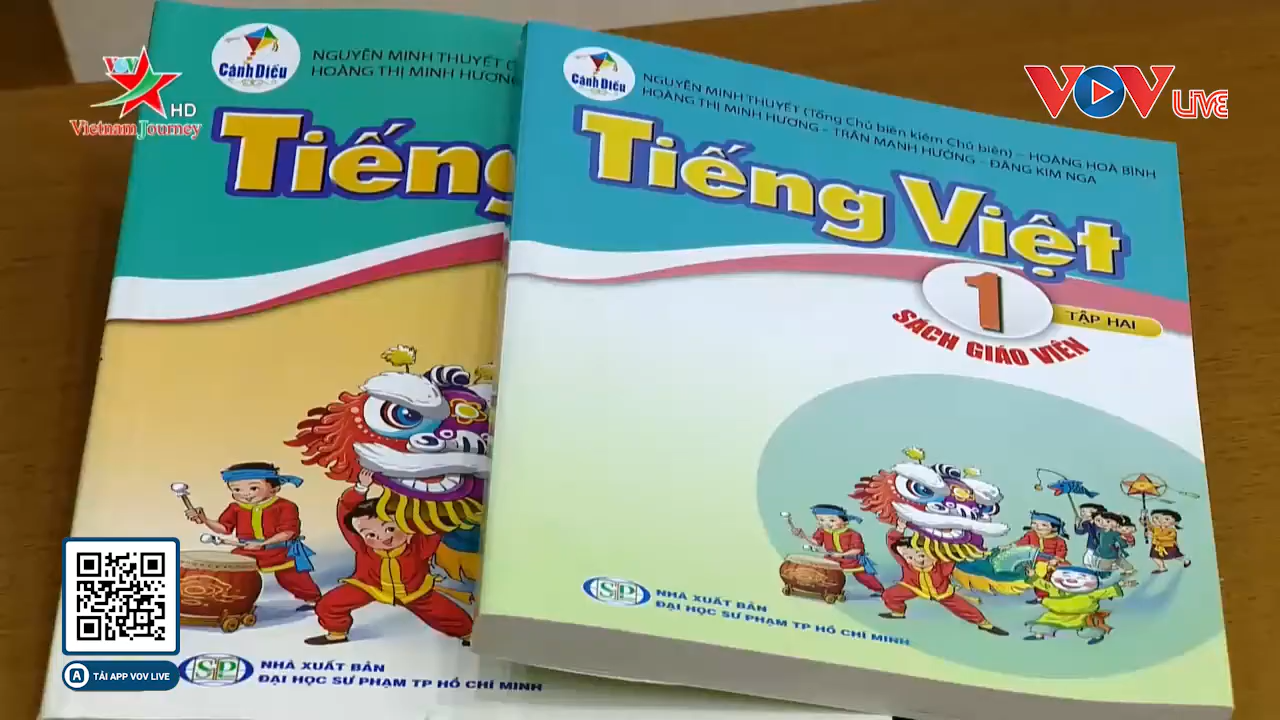 VOV
HD
Vietnam Journey
VOV LIVE
Cánh Diều
NGUYỄN MINH THUYẾT
HOÀNG THỊ MINH HƯƠNG
Tiếng
NHÀ XUẤT BẢN
ĐẠI HỌC SƯ PHẠM TP HỒ CHÍ MINH
Cánh Diều
NGUYỄN MINH THUYẾT (Tổng Chủ biên kiêm Chủ biên) – HOÀNG HOÀ BÌNH
HOÀNG THỊ MINH HƯƠNG – TRẦN MẠNH HƯỞNG – ĐẶNG KIM NGA
Tiếng Việt
1
TẬP HAI
SÁCH GIÁO VIÊN
SP
NHÀ XUẤT BẢN
ĐẠI HỌC SƯ PHẠM TP HỒ CHÍ MINH
SP
A TẢI APP VOV LIVE